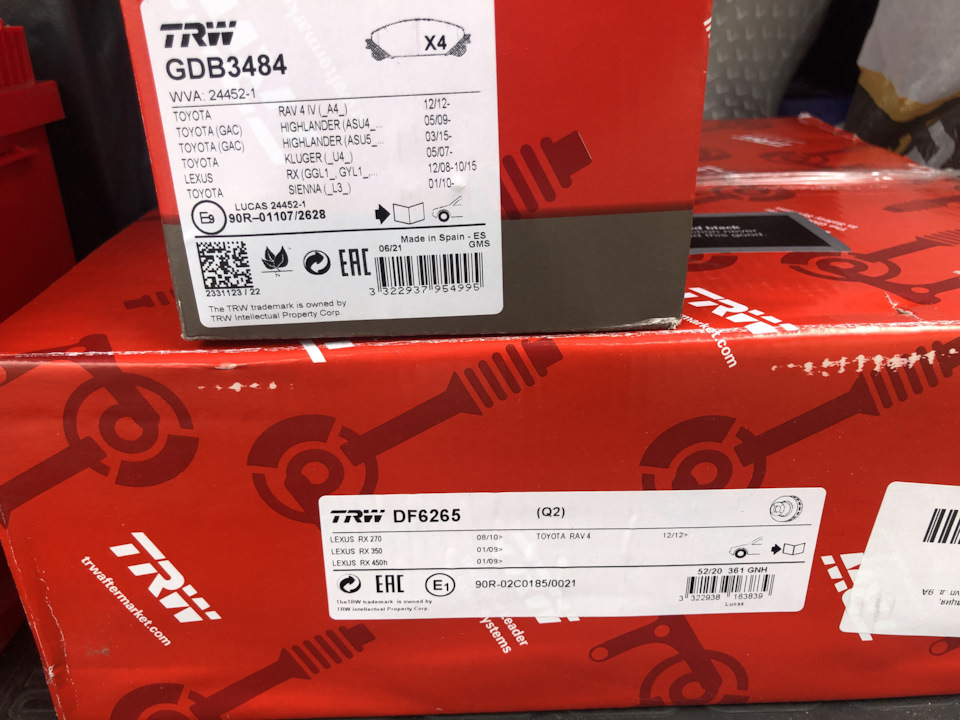 TRW
GDB3484
X4
WVA: 24452-1
TOYOTA RAV 4 IV (_A4_) 12/12-
TOYOTA (GAC) HIGHLANDER (ASU4_... 05/09-
TOYOTA (GAC) HIGHLANDER (ASU5_... 03/15-
TOYOTA KLUGER (_U4_) 05/07-
LEXUS RX (GGL1_, GYL1_,... 12/08-10/15
TOYOTA SIENNA (_L3_) 01/10-
LUCAS 24452-1
E9 90R-01107/2628
Made in Spain - ES
06/21 GMS
N
EAC
2331123 / 22
3 322937 954995
The TRW trademark is owned by
TRW Intellectual Property Corp.
TRW
trwaftermarket.com
TRW DF6265 (Q2)
LEXUS RX 270 08/10> TOYOTA RAV 4 12/12>
LEXUS RX 350 01/09>
LEXUS RX 450h 01/09>
EAC E1 90R-02C0185/0021
52/20 361 GNH
3 322938 163839
Lucas
The TRW trademark is owned by
TRW Intellectual Property Corp.
TRW
trwaftermarket.com
Leader
systems
9A